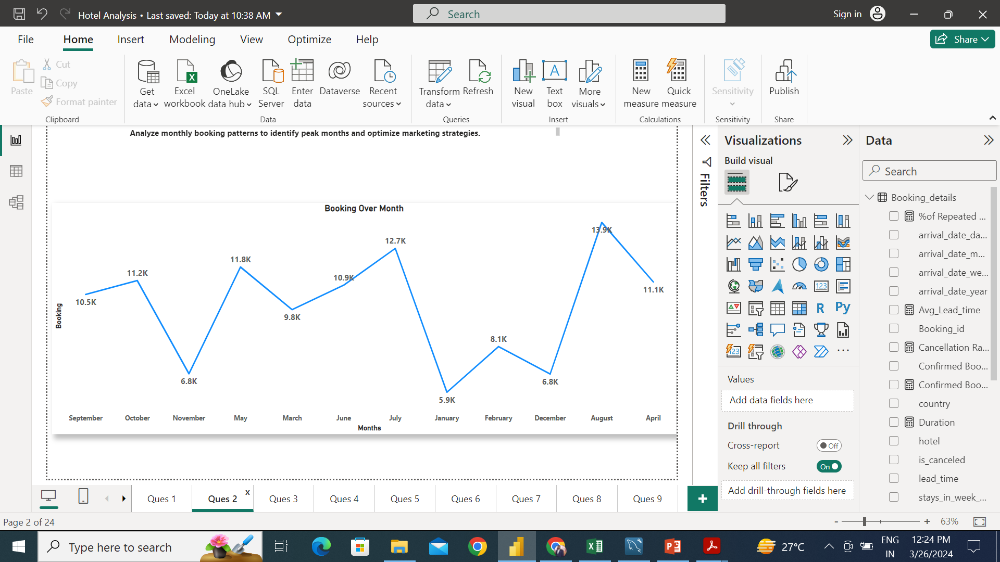 Hotel Analysis • Last saved: Today at 10:38 AM
Search
Sign in
File Home Insert Modeling View Optimize Help
Share
Paste
Cut
Copy
Format painter
Clipboard
Get data
Excel workbook
OneLake data hub
SQL Server
Enter data
Dataverse
Recent sources
Data
Transform data
Refresh
Queries
New visual
Text box
More visuals
Insert
New measure
Quick measure
Calculations
Sensitivity
Sensitivity
Publish
Share
Analyze monthly booking patterns to identify peak months and optimize marketing strategies.
Booking Over Month
Booking
10.5K
11.2K
6.8K
11.8K
9.8K
10.9K
12.7K
5.9K
8.1K
6.8K
13.9K
11.1K
September October November May March June July January February December August April
Months
Filters
Visualizations
Build visual
123
R
Py
123
Values
Add data fields here
Drill through
Cross-report
Off
Keep all filters
On
Add drill-through fields here
Data
Search
Booking_details
%of Repeated ...
arrival_date_da...
arrival_date_m...
arrival_date_we...
arrival_date_year
Avg_Lead_time
Booking_id
Cancellation Ra...
Confirmed Boo...
Confirmed Boo...
country
Duration
hotel
is_canceled
lead_time
stays_in_week_...
Ques 1 Ques 2 x Ques 3 Ques 4 Ques 5 Ques 6 Ques 7 Ques 8 Ques 9
+
Page 2 of 24
- + 63%
Type here to search
27°C
ENG
IN
12:24 PM
3/26/2024